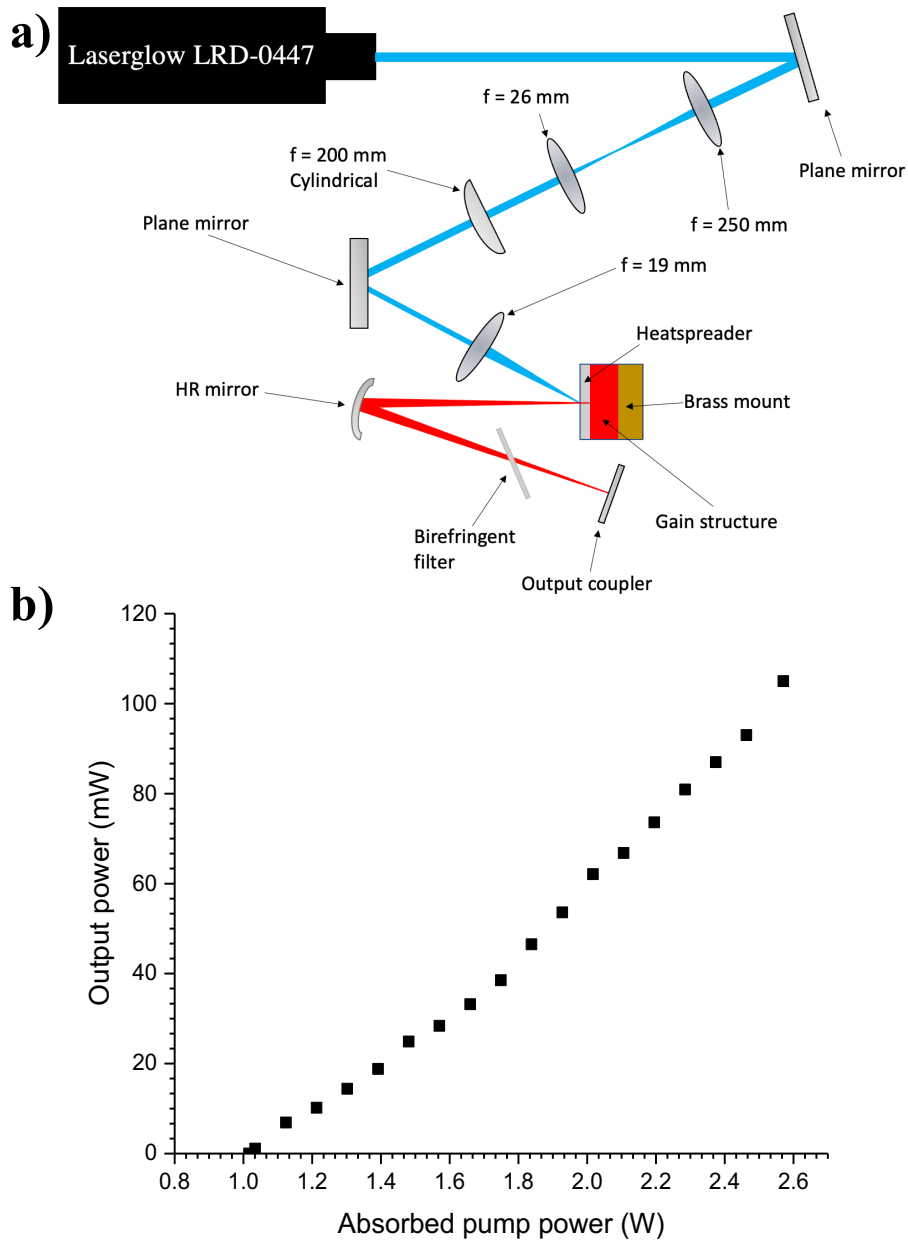 a)
Laserglow LRD-0447
f = 26 mm
f = 200 mm
Cylindrical
Plane mirror
Plane mirror
f = 250 mm
f = 19 mm
Heatspreader
HR mirror
Brass mount
Gain structure
Birefringent
filter
Output coupler
b)
120
100
80
60
40
20
0
Output power (mW)
0.8
1.0
1.2
1.4
1.6
1.8
2.0
2.2
2.4
2.6
Absorbed pump power (W)